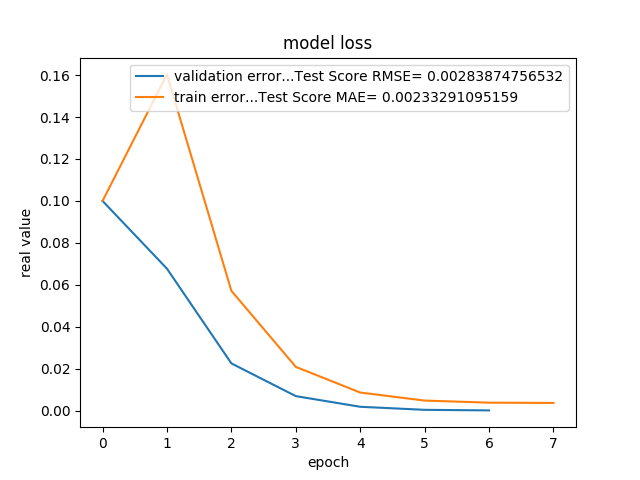 model loss
validation error...Test Score RMSE= 0.00283874756532
train error...Test Score MAE= 0.00233291095159
0.16
0.14
0.12
0.10
0.08
0.06
0.04
0.02
0.00
real value
0 1 2 3 4 5 6 7
epoch